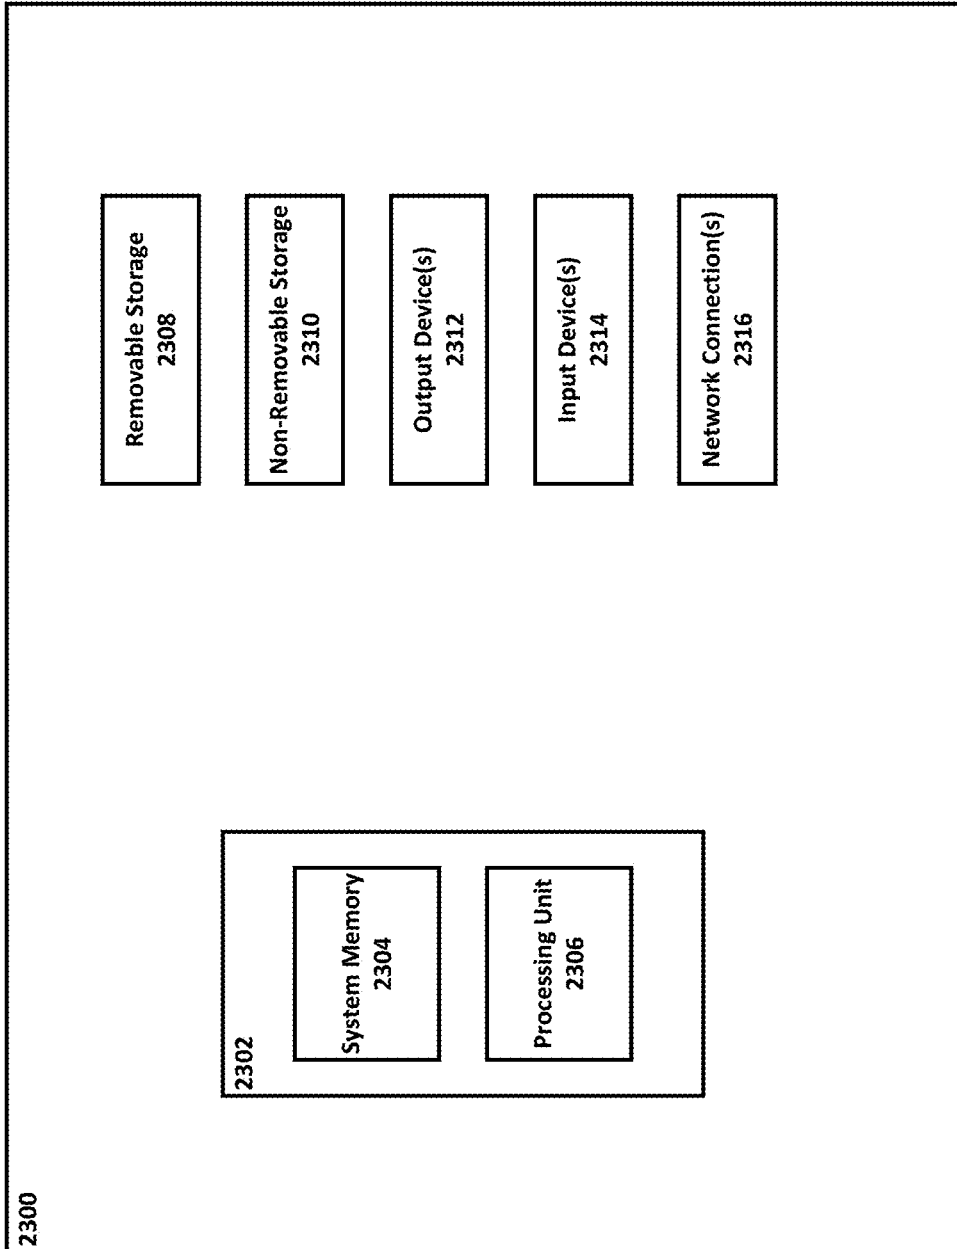 2300
2302
System Memory
2304
Processing Unit
2306
Removable Storage
2308
Non-Removable Storage
2310
Output Device(s)
2312
Input Device(s)
2314
Network Connection(s)
2316